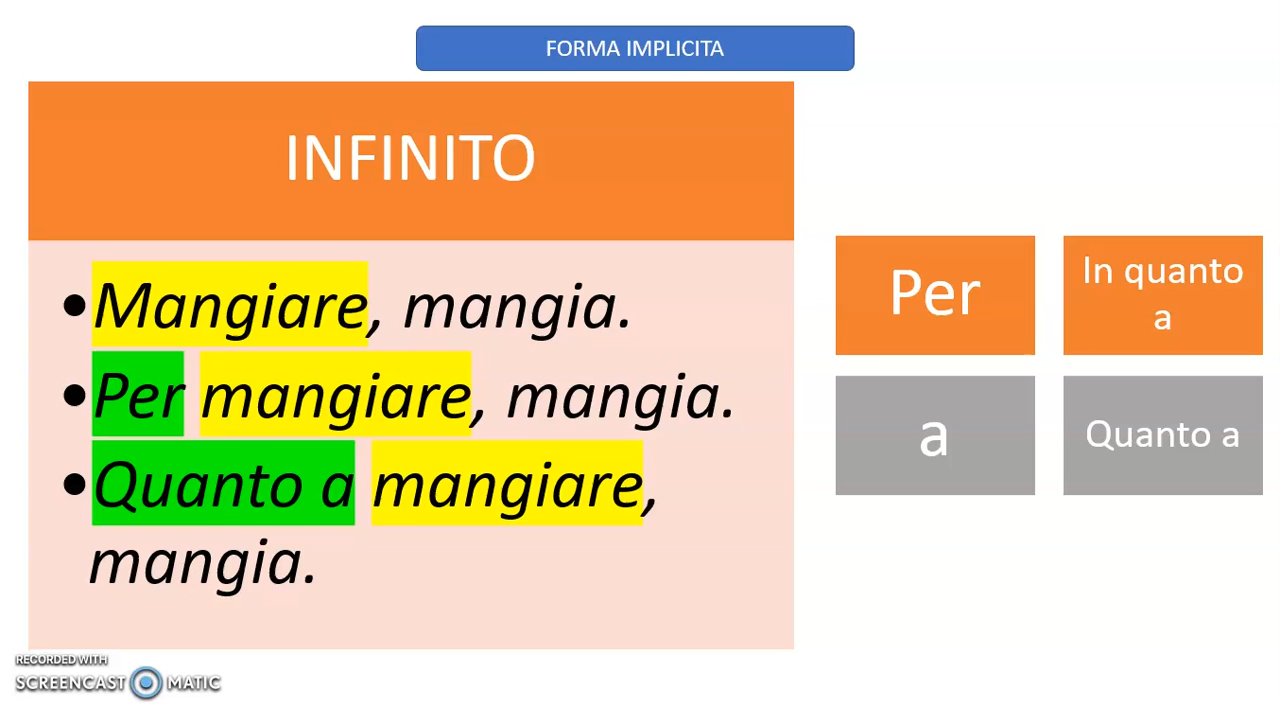 FORMA IMPLICITA
INFINITO
•Mangiare, mangia.
•Per mangiare, mangia.
•Quanto a mangiare,
mangia.
Per
In quanto
a
a
Quanto a
RECORDED WITH
SCREENCAST MATIC